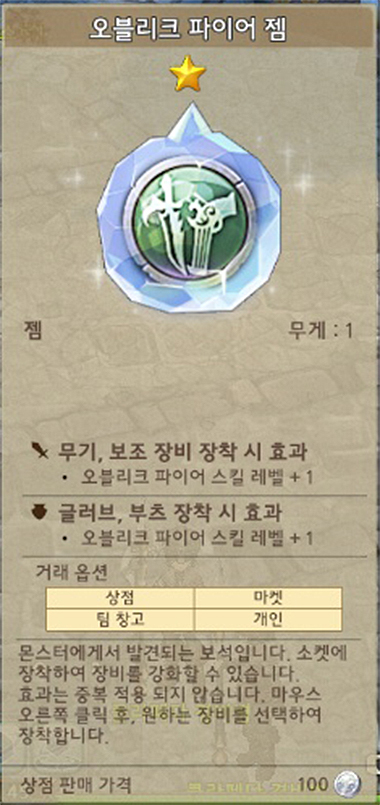 오블리크 파이어 젬
젬 무게 : 1
무기, 보조 장비 장착 시 효과
• 오블리크 파이어 스킬 레벨 + 1
글러브, 부츠 장착 시 효과
• 오블리크 파이어 스킬 레벨 + 1
거래 옵션
상점 마켓
팀 창고 개인
몬스터에게서 발견되는 보석입니다. 소켓에
장착하여 장비를 강화할 수 있습니다.
효과는 중복 적용 되지 않습니다. 마우스
오른쪽 클릭 후, 원하는 장비를 선택하여
장착합니다.
상점 판매 가격 100